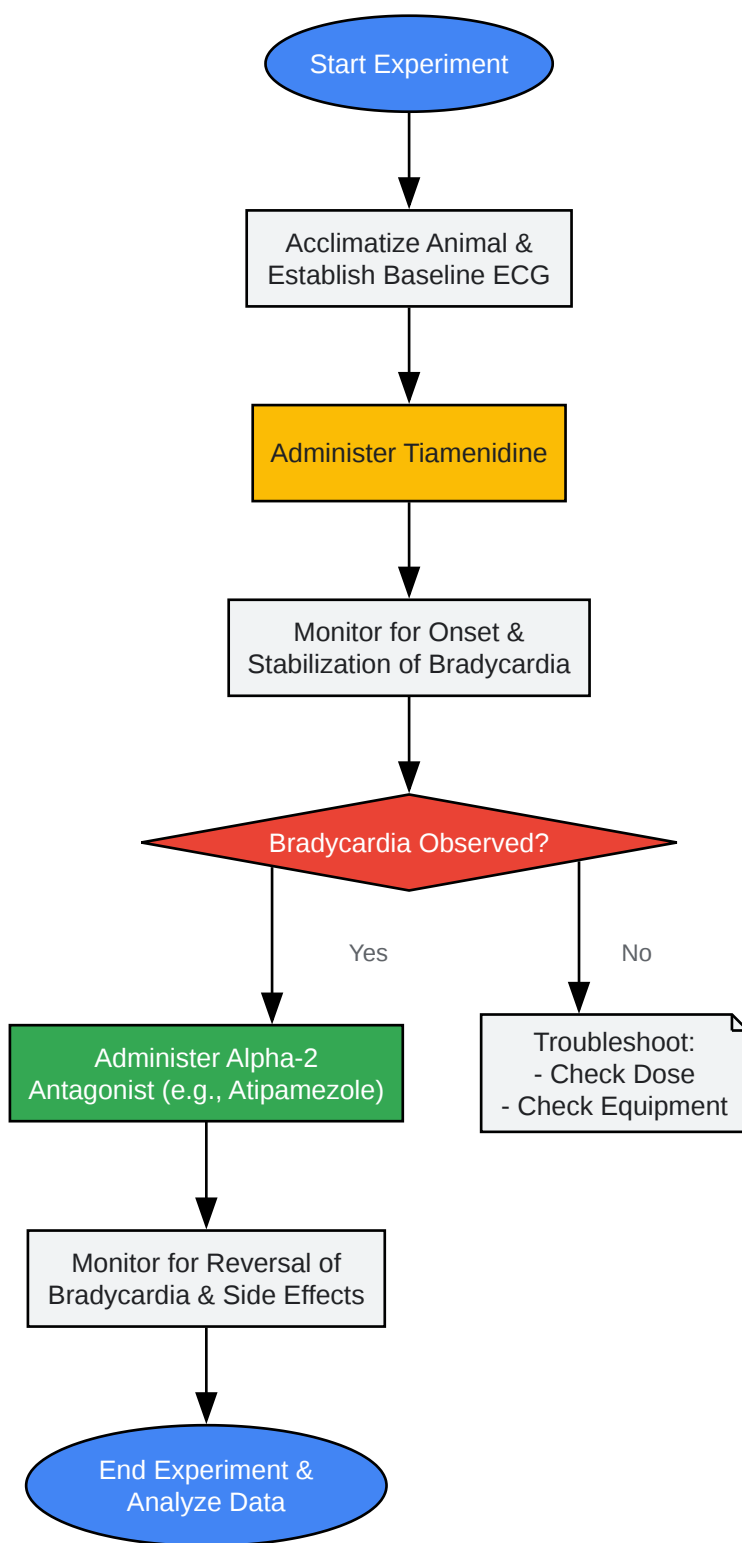 Start Experiment
Acclimatize Animal &
Establish Baseline ECG
Administer Tiamenidine
Monitor for Onset &
Stabilization of Bradycardia
Bradycardia Observed?
Yes
No
Administer Alpha-2
Antagonist (e.g., Atipamezole)
Troubleshoot:
- Check Dose
- Check Equipment
Monitor for Reversal of
Bradycardia & Side Effects
End Experiment &
Analyze Data